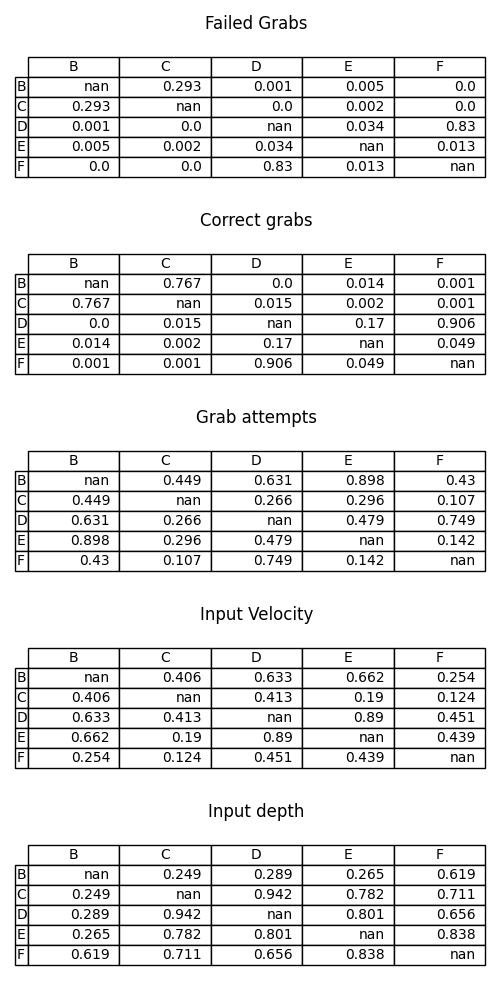 Failed Grabs
B C D E F
B nan 0.293 0.001 0.005 0.0
C 0.293 nan 0.0 0.002 0.0
D 0.001 0.0 nan 0.034 0.83
E 0.005 0.002 0.034 nan 0.013
F 0.0 0.0 0.83 0.013 nan
Correct grabs
B C D E F
B nan 0.767 0.0 0.014 0.001
C 0.767 nan 0.015 0.002 0.001
D 0.0 0.015 nan 0.17 0.906
E 0.014 0.002 0.17 nan 0.049
F 0.001 0.001 0.906 0.049 nan
Grab attempts
B C D E F
B nan 0.449 0.631 0.898 0.43
C 0.449 nan 0.266 0.296 0.107
D 0.631 0.266 nan 0.479 0.749
E 0.898 0.296 0.479 nan 0.142
F 0.43 0.107 0.749 0.142 nan
Input Velocity
B C D E F
B nan 0.406 0.633 0.662 0.254
C 0.406 nan 0.413 0.19 0.124
D 0.633 0.413 nan 0.89 0.451
E 0.662 0.19 0.89 nan 0.439
F 0.254 0.124 0.451 0.439 nan
Input depth
B C D E F
B nan 0.249 0.289 0.265 0.619
C 0.249 nan 0.942 0.782 0.711
D 0.289 0.942 nan 0.801 0.656
E 0.265 0.782 0.801 nan 0.838
F 0.619 0.711 0.656 0.838 nan